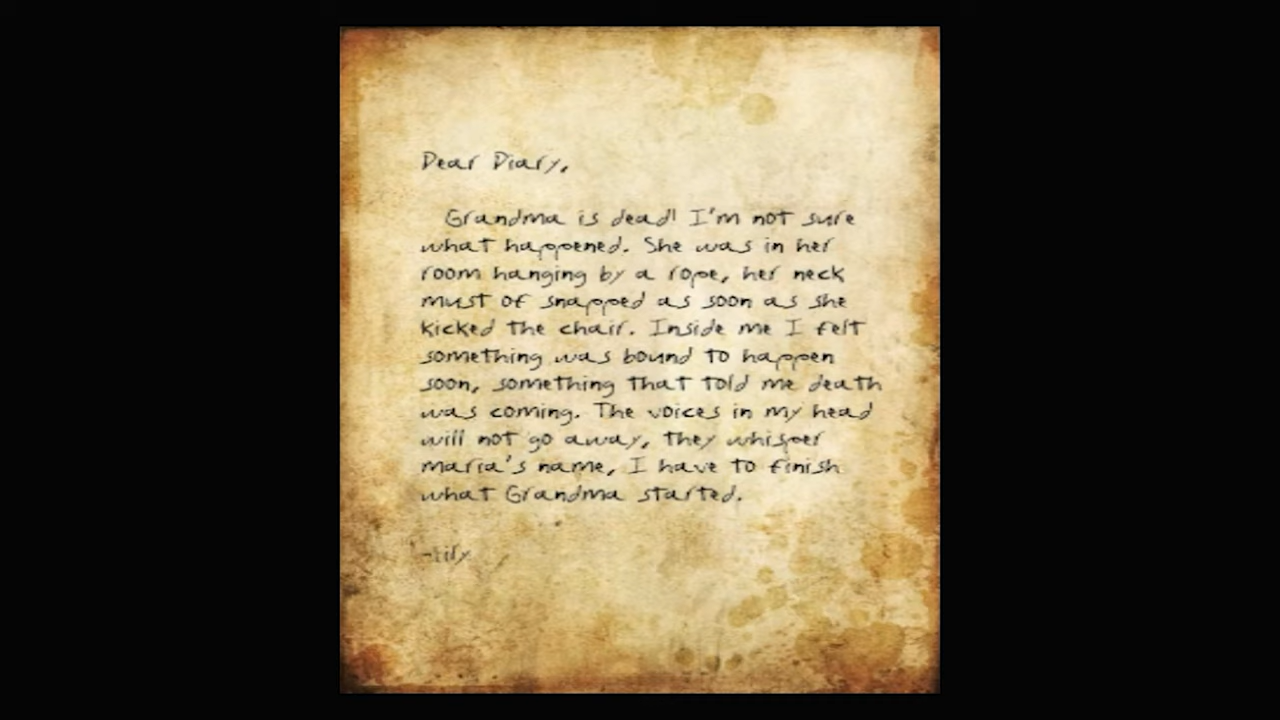 Dear Diary,
Grandma is dead! I'm not sure
what happened. She was in her
room hanging by a rope, her neck
must of snapped as soon as she
kicked the chair. Inside me I felt
something was bound to happen
soon, something that told me death
was coming. The voices in my head
will not go away, they whisper
maria's name, I have to finish
what Grandma started.
-Lily